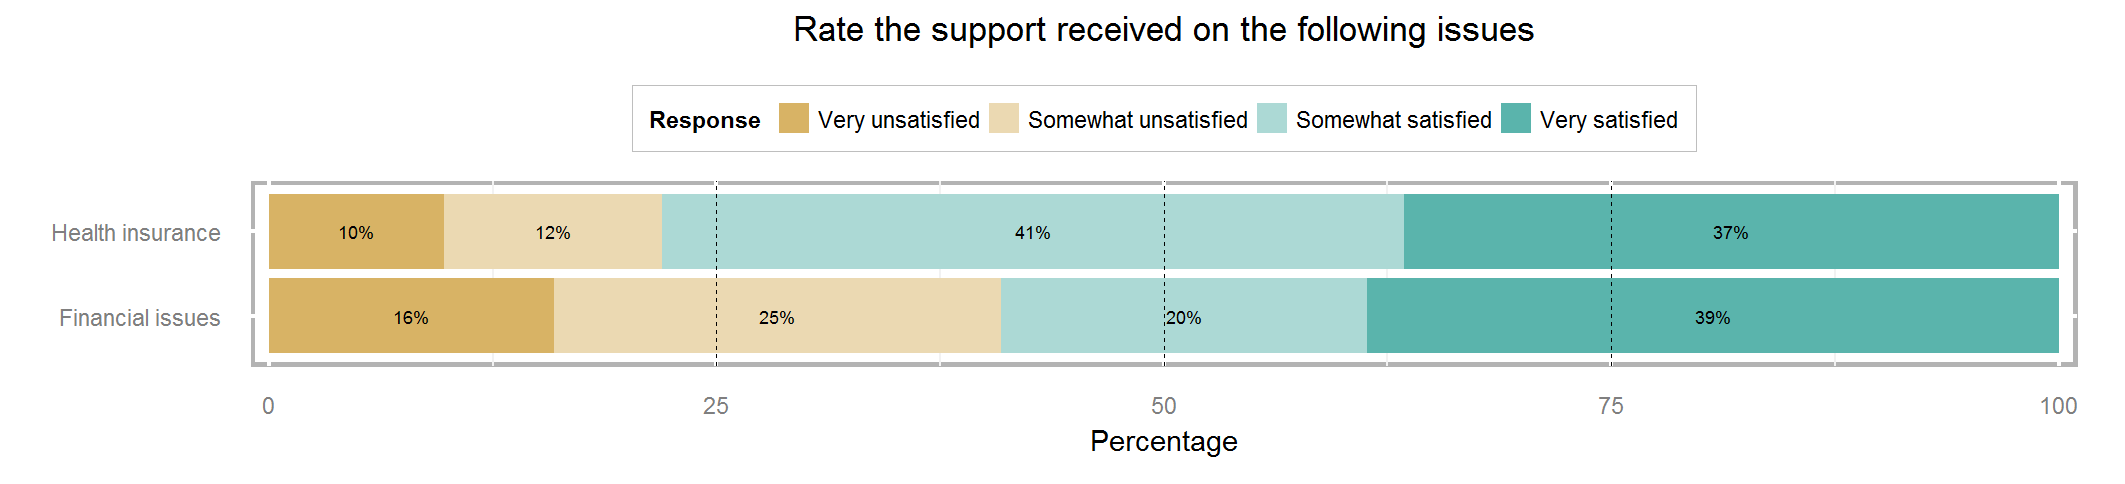 Rate the support received on the following issues
Response Very unsatisfied Somewhat unsatisfied Somewhat satisfied Very satisfied
Health insurance 10% 12% 41% 37%
Financial issues 16% 25% 20% 39%
0 25 50 75 100
Percentage